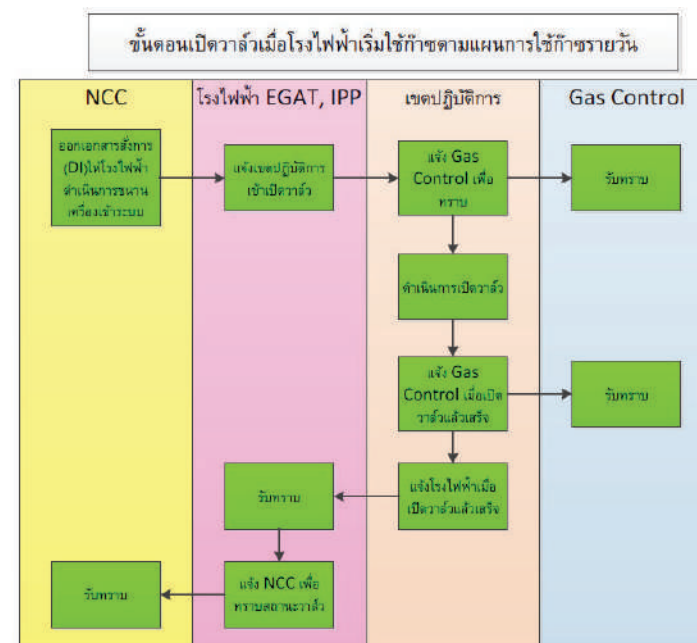 ขั้นตอนเปิดวาล์วเมื่อโรงไฟฟ้าเริ่มใช้ก๊าซตามแผนการใช้ก๊าซรายวัน
NCC
โรงไฟฟ้า EGAT, IPP
เขตปฏิบัติการ
Gas Control
ออกเอกสารสั่งการ
(DI)ให้โรงไฟฟ้า
ดำเนินการขนาน
เครื่องเข้าระบบ
แจ้งเขตปฏิบัติการ
เข้าเปิดวาล์ว
แจ้ง Gas
Control เพื่อ
ทราบ
รับทราบ
ดำเนินการเปิดวาล์ว
แจ้ง Gas
Control เมื่อเปิด
วาล์วแล้วเสร็จ
รับทราบ
แจ้งโรงไฟฟ้าเมื่อ
เปิดวาล์วแล้วเสร็จ
รับทราบ
แจ้ง NCC เพื่อ
ทราบสถานะวาล์ว
รับทราบ